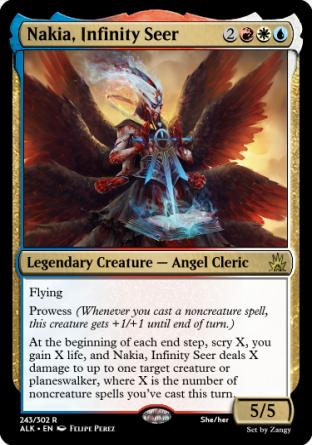 Nakia, Infinity Seer 2
Legendary Creature — Angel Cleric
Flying
Prowess (Whenever you cast a noncreature spell,
this creature gets +1/+1 until end of turn.)
At the beginning of each end step, scry X, you
gain X life, and Nakia, Infinity Seer deals X
damage to up to one target creature or
planeswalker, where X is the number of
noncreature spells you've cast this turn.
5/5
243/302 R She/her
ALK • EN Felipe Perez Set by Zangy